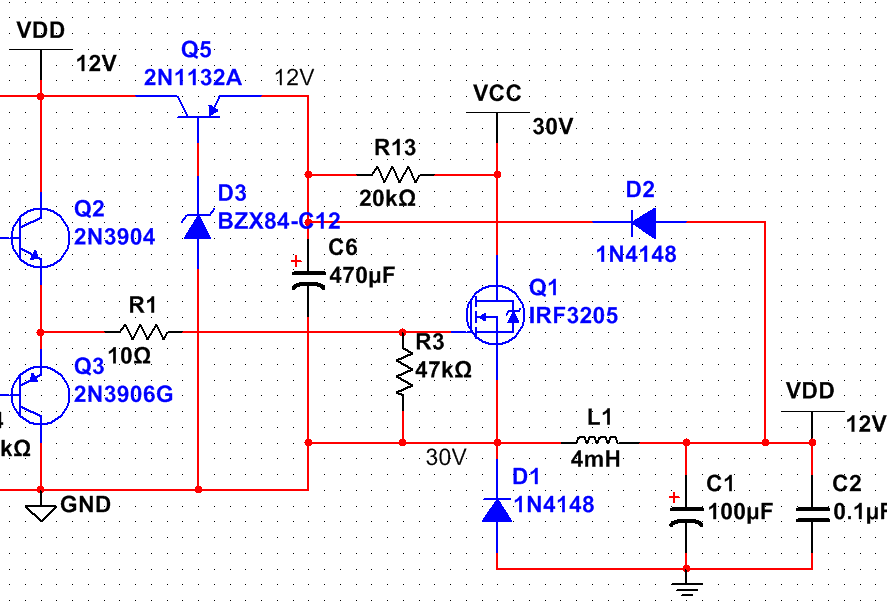 VDD
12V
Q5
2N1132A
12V
VCC
30V
R13
20kΩ
D2
1N4148
D3
BZX84-C12
Q2
2N3904
C6
470µF
Q1
IRF3205
R1
10Ω
R3
47kΩ
Q3
2N3906G
kΩ
VDD
12V
L1
4mH
30V
D1
1N4148
C1
100µF
C2
0.1µF
GND